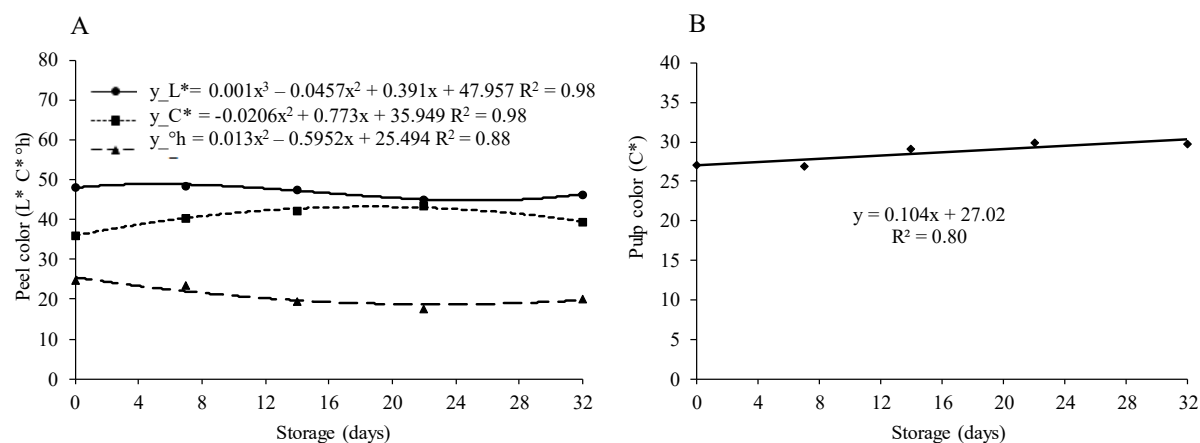 A
Peel color (L* C* °h)
80
70
60
50
40
30
20
10
0
y_L*= 0.001x³ – 0.0457x² + 0.391x + 47.957 R² = 0.98
y_C* = -0.0206x² + 0.773x + 35.949 R² = 0.98
y_°h = 0.013x² – 0.5952x + 25.494 R² = 0.88
0 4 8 12 16 20 24 28 32
Storage (days)
B
Pulp color (C*)
40
35
30
25
20
15
10
5
0
y = 0.104x + 27.02
R² = 0.80
0 4 8 12 16 20 24 28 32
Storage (days)